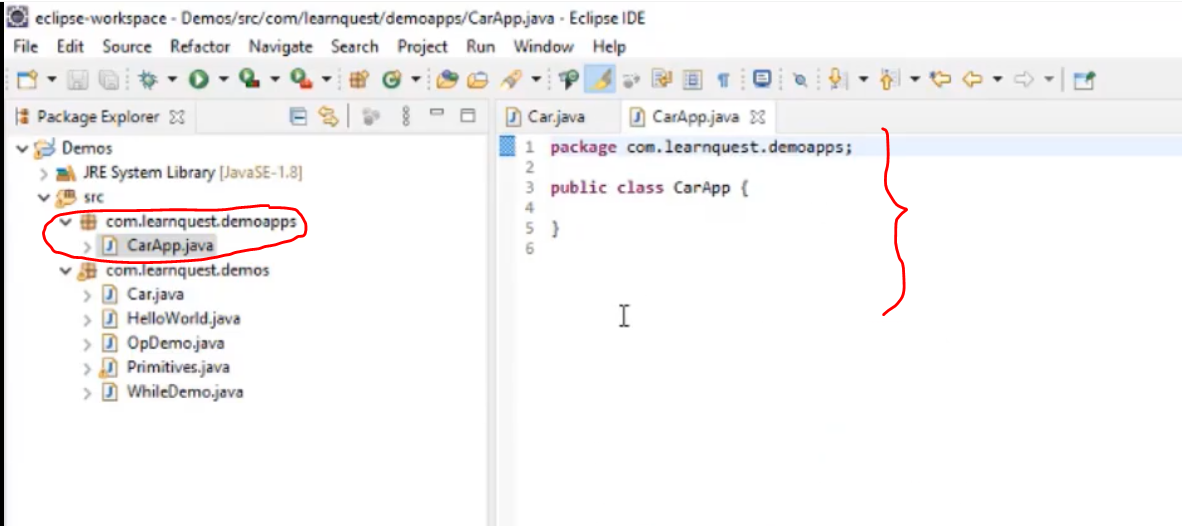 eclipse-workspace - Demos/src/com/learnquest/demoapps/CarApp.java - Eclipse IDE
File Edit Source Refactor Navigate Search Project Run Window Help
Package Explorer
Demos
JRE System Library [JavaSE-1.8]
src
com.learnquest.demoapps
CarApp.java
com.learnquest.demos
Car.java
HelloWorld.java
OpDemo.java
Primitives.java
WhileDemo.java
Car.java CarApp.java
1 package com.learnquest.demoapps;
2
3 public class CarApp {
4
5 }
6